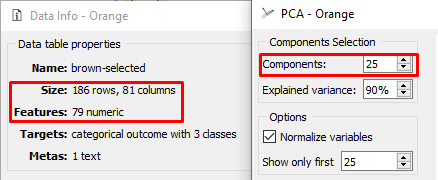 Data Info - Orange
Data table properties
Name: brown-selected
Size: 186 rows, 81 columns
Features: 79 numeric
Targets: categorical outcome with 3 classes
Metas: 1 text
PCA - Orange
Components Selection
Components: 25
Explained variance: 90%
Options
Normalize variables
Show only first 25